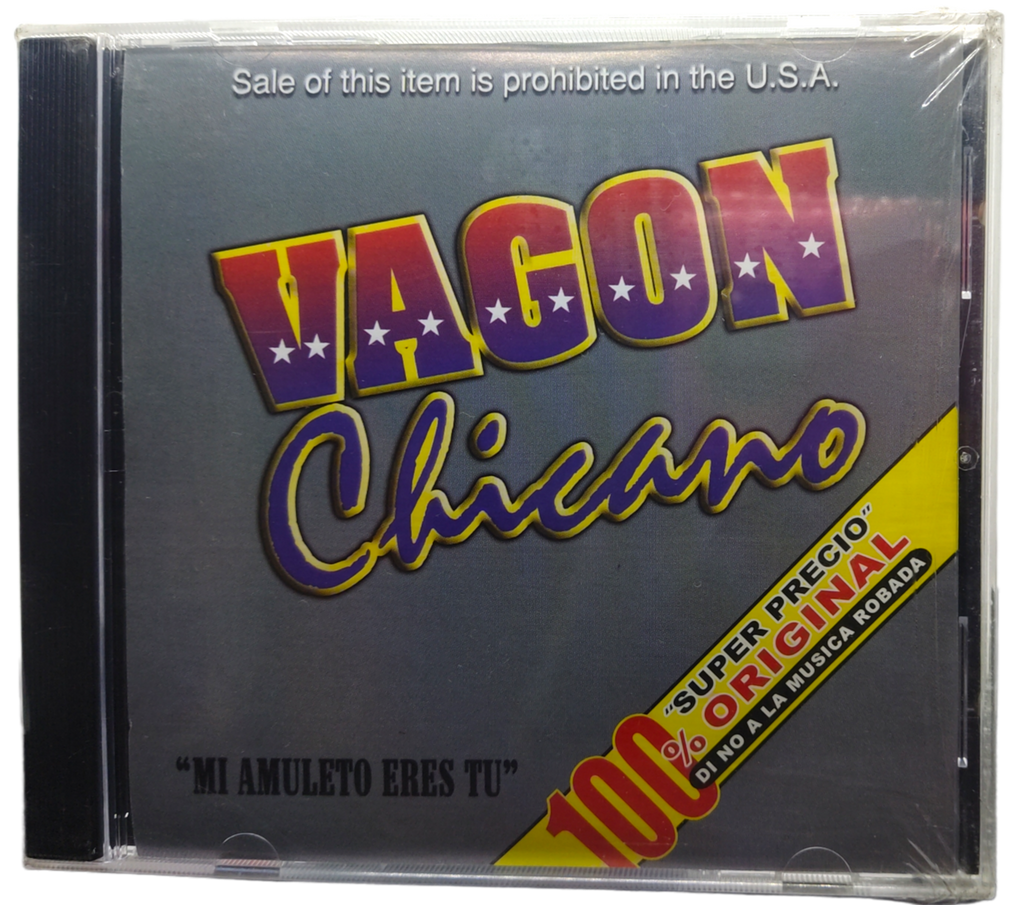 Sale of this item is prohibited in the U.S.A.
VAGON
Chicano
"SUPER PRECIO"
100% ORIGINAL
DI NO A LA MUSICA ROBADA
"MI AMULETO ERES TU"